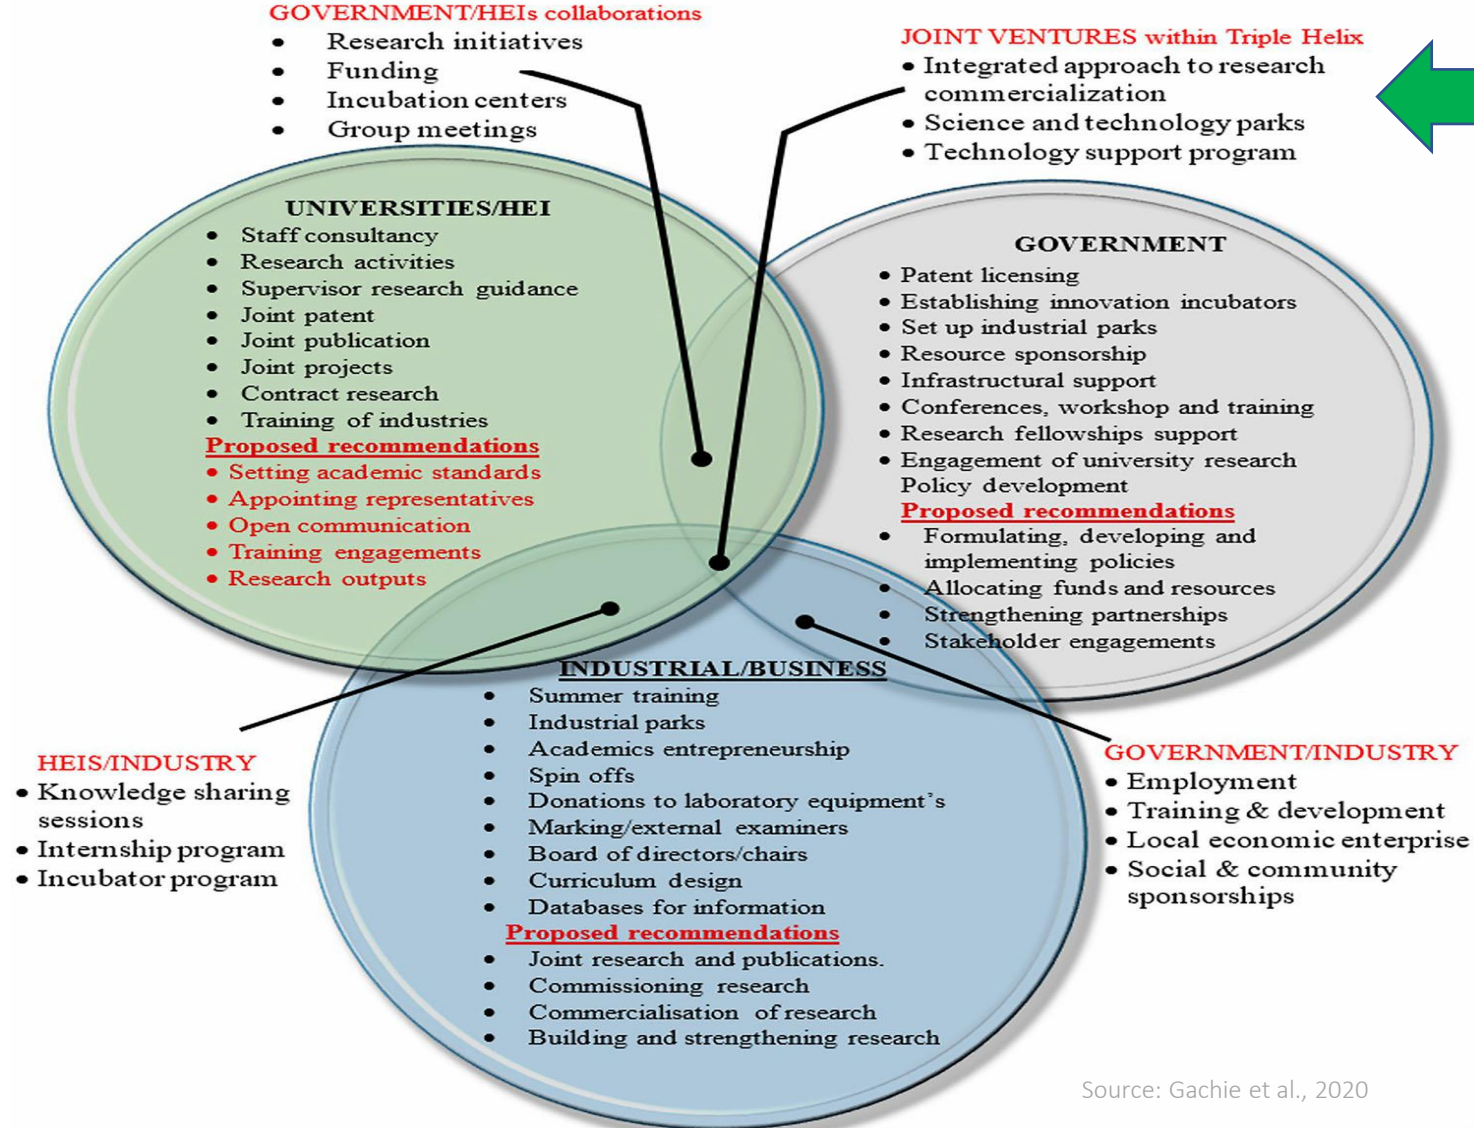 GOVERNMENT/HEIs collaborations
• Research initiatives
• Funding
• Incubation centers
• Group meetings
JOINT VENTURES within Triple Helix
• Integrated approach to research
commercialization
• Science and technology parks
• Technology support program
UNIVERSITIES/HEI
• Staff consultancy
• Research activities
• Supervisor research guidance
• Joint patent
• Joint publication
• Joint projects
• Contract research
• Training of industries
Proposed recommendations
• Setting academic standards
• Appointing representatives
• Open communication
• Training engagements
• Research outputs
GOVERNMENT
• Patent licensing
• Establishing innovation incubators
• Set up industrial parks
• Resource sponsorship
• Infrastructural support
• Conferences, workshop and training
• Research fellowships support
• Engagement of university research
Policy development
Proposed recommendations
• Formulating, developing and
implementing policies
• Allocating funds and resources
• Strengthening partnerships
• Stakeholder engagements
INDUSTRIAL/BUSINESS
• Summer training
• Industrial parks
• Academics entrepreneurship
• Spin offs
• Donations to laboratory equipment's
• Marking/external examiners
• Board of directors/chairs
• Curriculum design
• Databases for information
Proposed recommendations
• Joint research and publications.
• Commissioning research
• Commercialisation of research
• Building and strengthening research
HEIS/INDUSTRY
• Knowledge sharing
sessions
• Internship program
• Incubator program
GOVERNMENT/INDUSTRY
• Employment
• Training & development
• Local economic enterprise
• Social & community
sponsorships
Source: Gachie et al., 2020